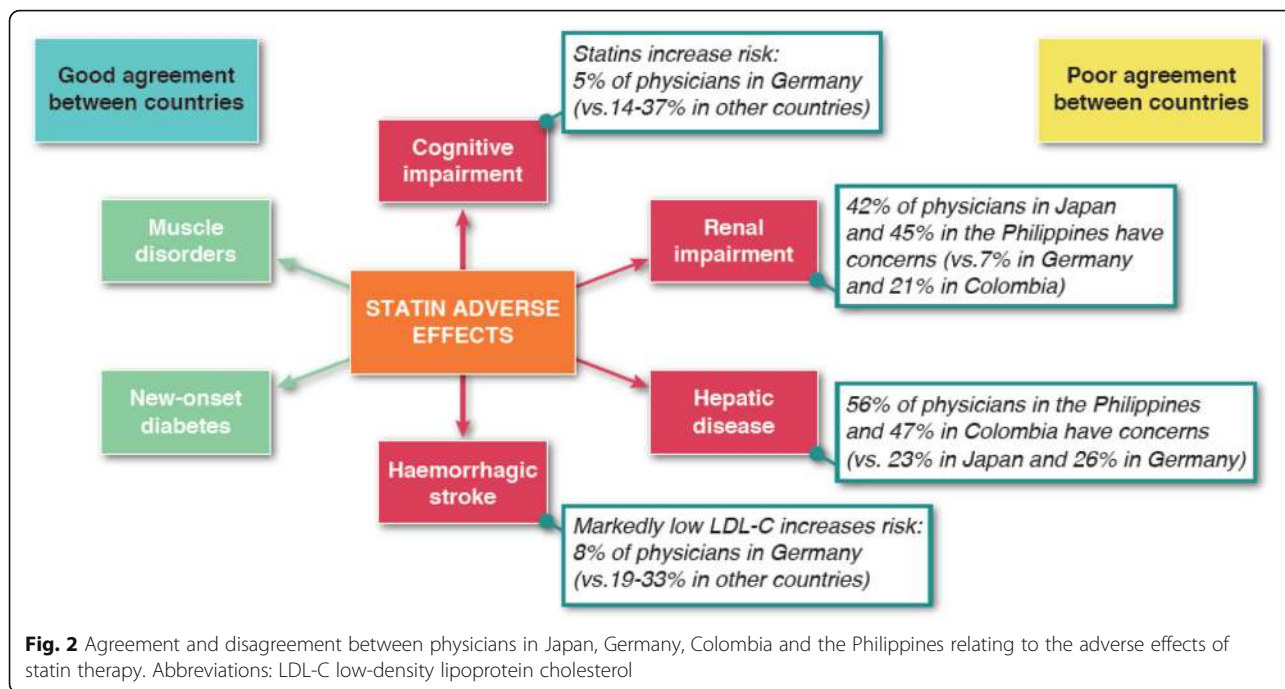 Good agreement
between countries
Statins increase risk:
5% of physicians in Germany
(vs.14-37% in other countries)
Poor agreement
between countries
Cognitive
impairment
Muscle
disorders
Renal
impairment
42% of physicians in Japan
and 45% in the Philippines have
concerns (vs.7% in Germany
and 21% in Colombia)
STATIN ADVERSE
EFFECTS
New-onset
diabetes
Hepatic
disease
56% of physicians in the Philippines
and 47% in Colombia have concerns
(vs. 23% in Japan and 26% in Germany)
Haemorrhagic
stroke
Markedly low LDL-C increases risk:
8% of physicians in Germany
(vs.19-33% in other countries)
Fig. 2 Agreement and disagreement between physicians in Japan, Germany, Colombia and the Philippines relating to the adverse effects of
statin therapy. Abbreviations: LDL-C low-density lipoprotein cholesterol